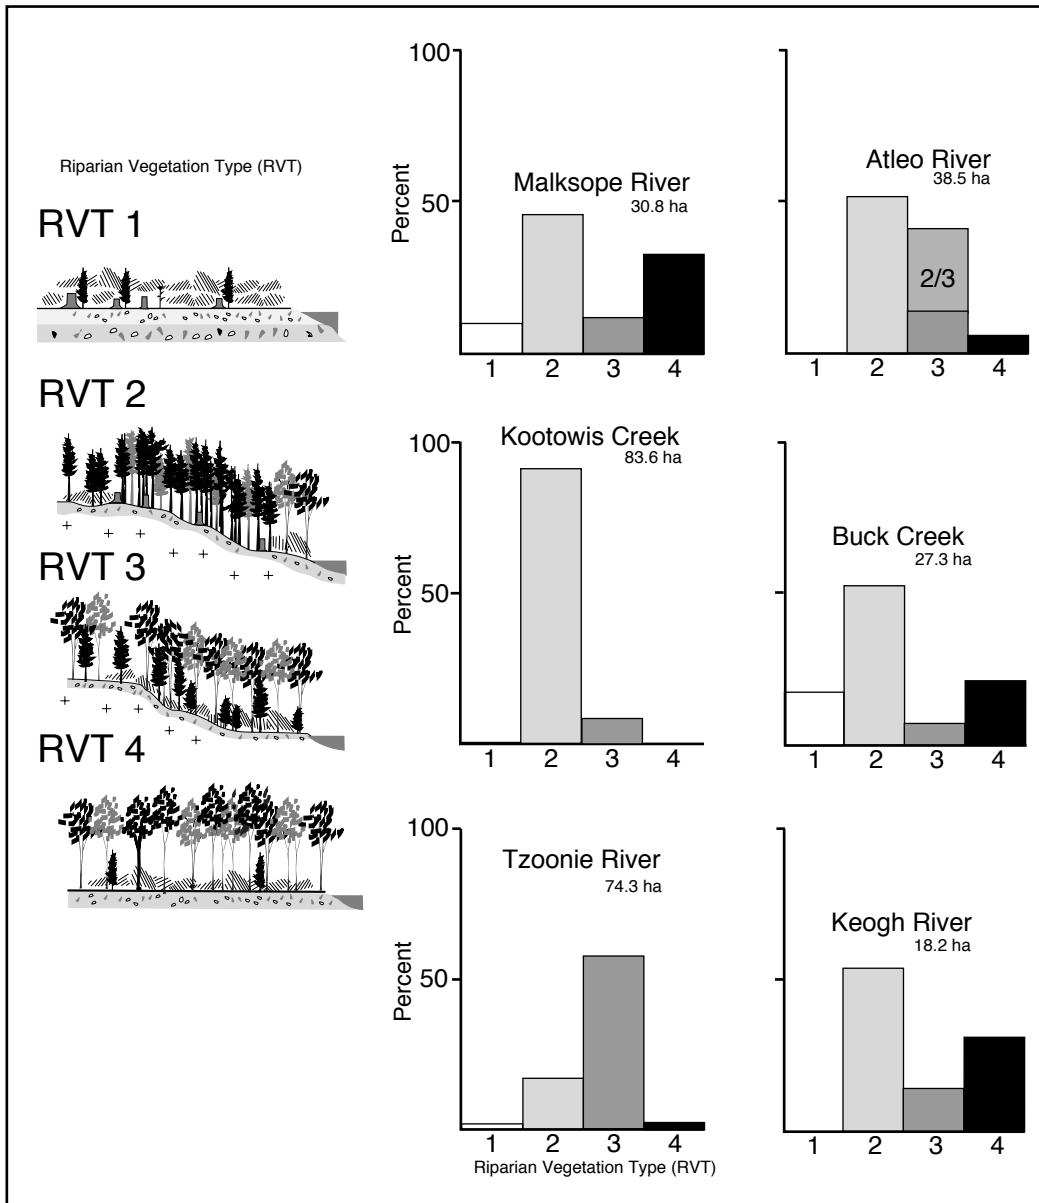 Riparian Vegetation Type (RVT)
RVT 1
RVT 2
RVT 3
RVT 4
100
50
Percent
Malksope River
30.8 ha
1 2 3 4
Atleo River
38.5 ha
2/3
1 2 3 4
100
50
Percent
Kootowis Creek
83.6 ha
1 2 3 4
Buck Creek
27.3 ha
1 2 3 4
100
50
Percent
Tzoonie River
74.3 ha
1 2 3 4
Riparian Vegetation Type (RVT)
Keogh River
18.2 ha
1 2 3 4